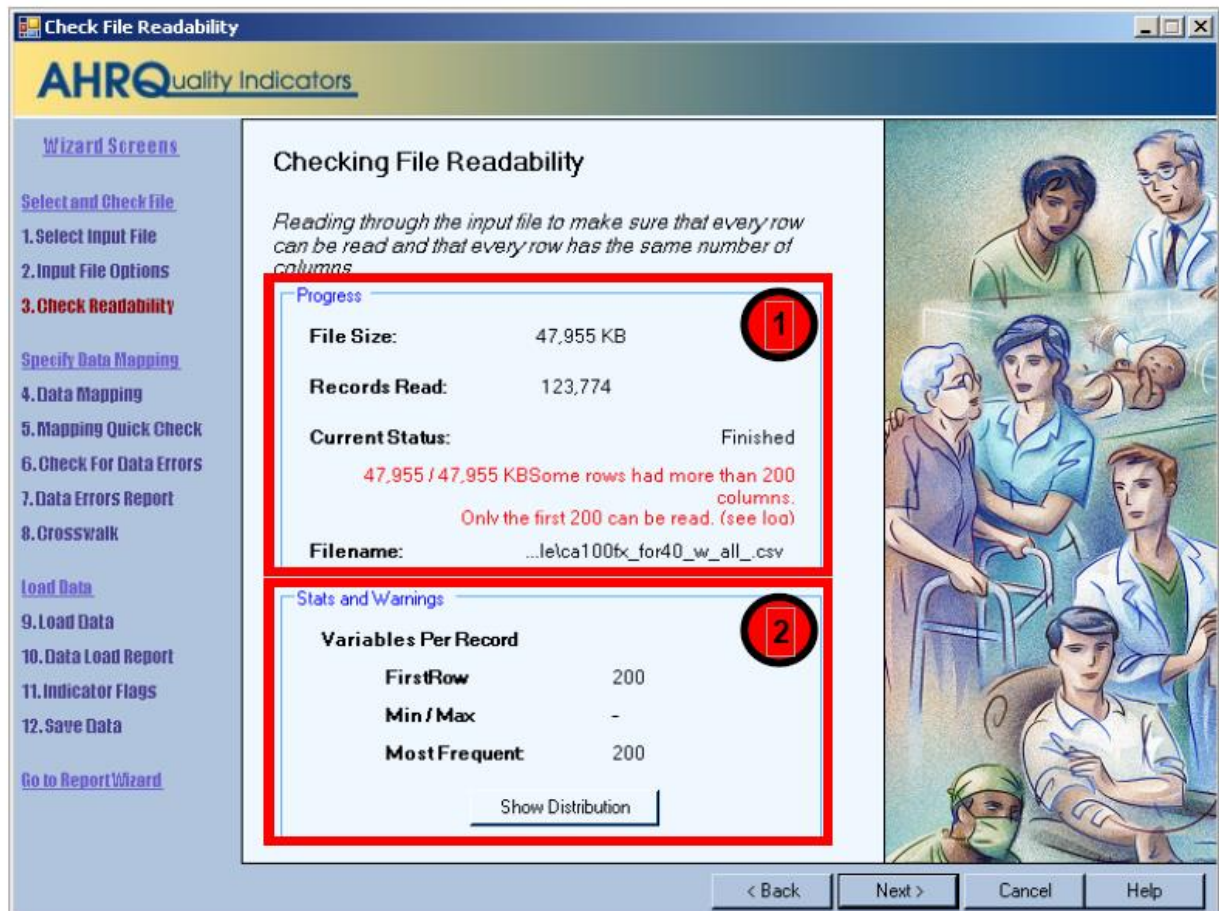 Check File Readability
AHRQuality Indicators
Wizard Screens
Select and Check File
1. Select Input File
2. Input File Options
3. Check Readability
Specify Data Mapping
4. Data Mapping
5. Mapping Quick Check
6. Check For Data Errors
7. Data Errors Report
8. Crosswalk
Load Data
9. Load Data
10. Data Load Report
11. Indicator Flags
12. Save Data
Go to Report Wizard
Checking File Readability
Reading through the input file to make sure that every row
can be read and that every row has the same number of
columns
Progress
1
File Size: 47,955 KB
Records Read: 123,774
Current Status: Finished
47,955 / 47,955 KBSome rows had more than 200
columns.
Only the first 200 can be read. (see log)
Filename: ...le\ca100fx_for40_w_all_.csv
Stats and Warnings
2
Variables Per Record
FirstRow 200
Min / Max -
Most Frequent 200
Show Distribution
< Back
Next >
Cancel
Help